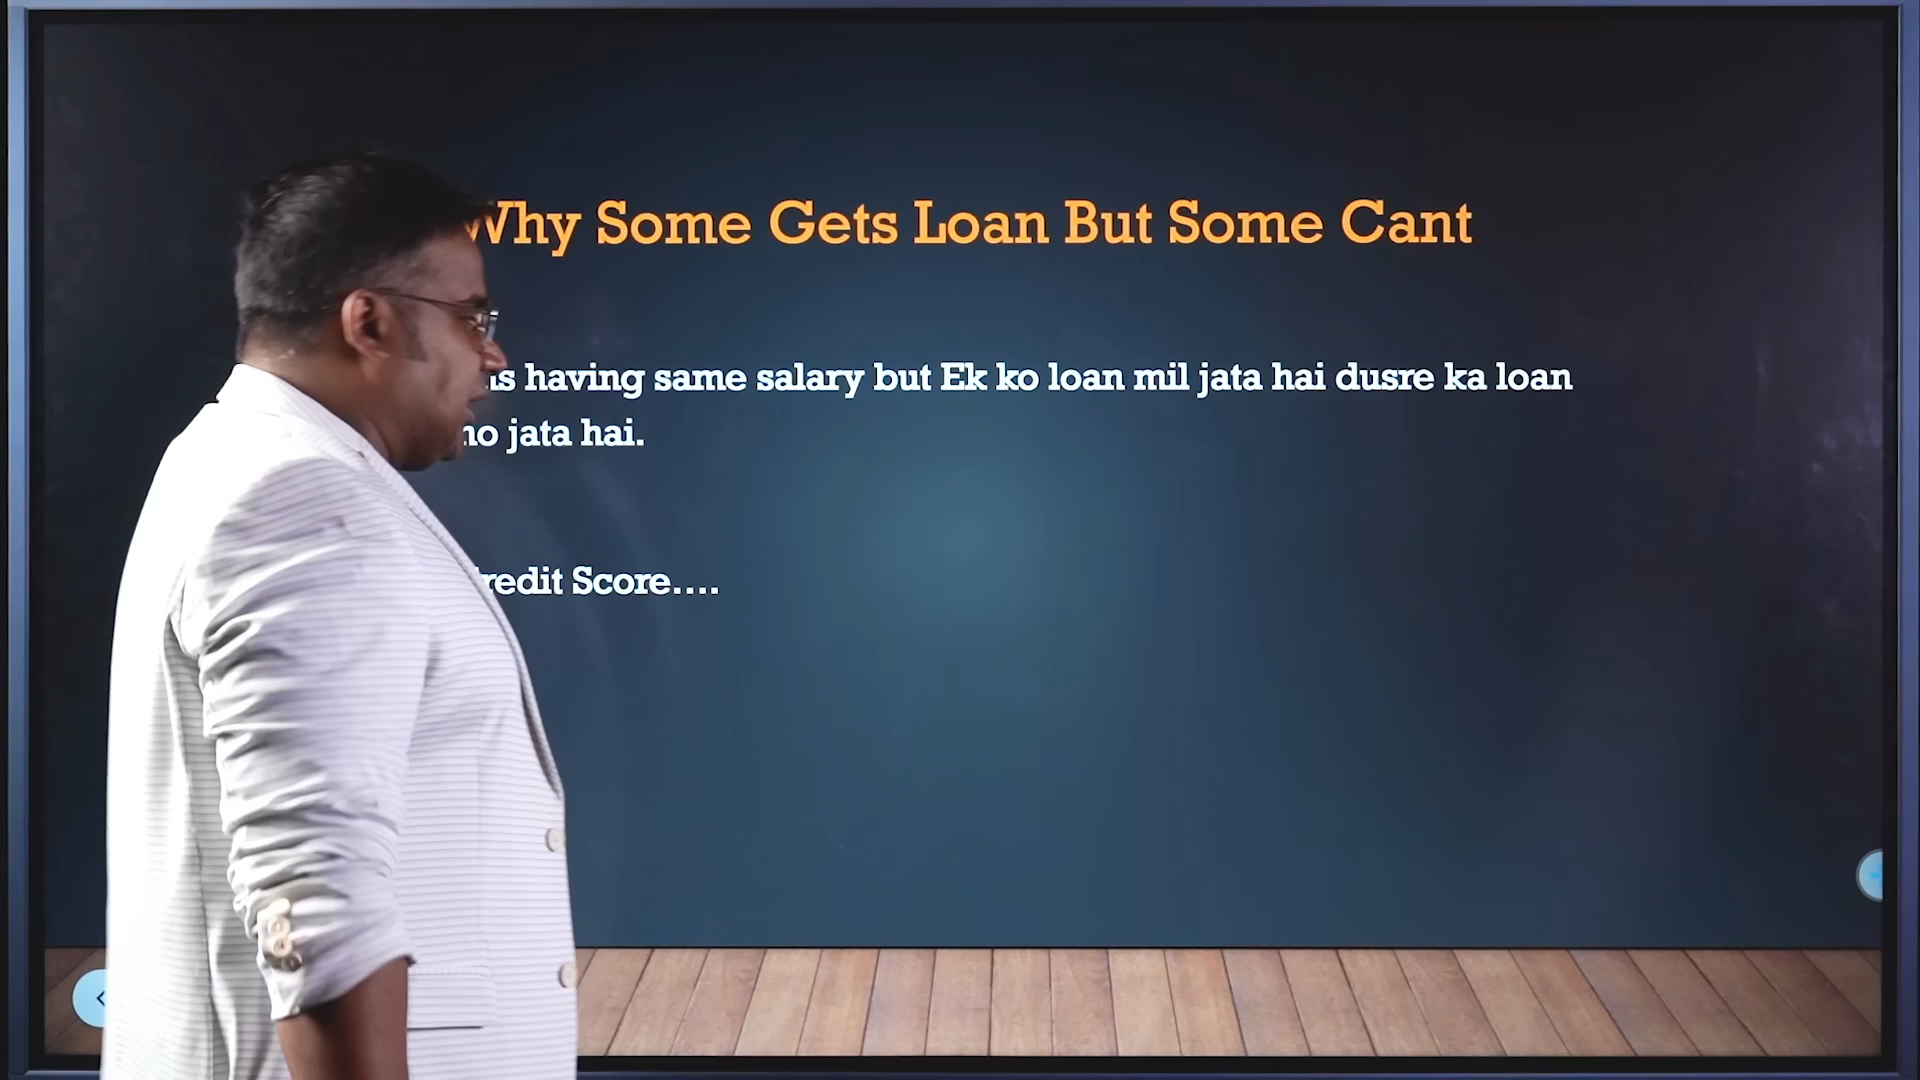 Why Some Gets Loan But Some Cant
having same salary but Ek ko loan mil jata hai dusre ka loan
jata hai.
Score....